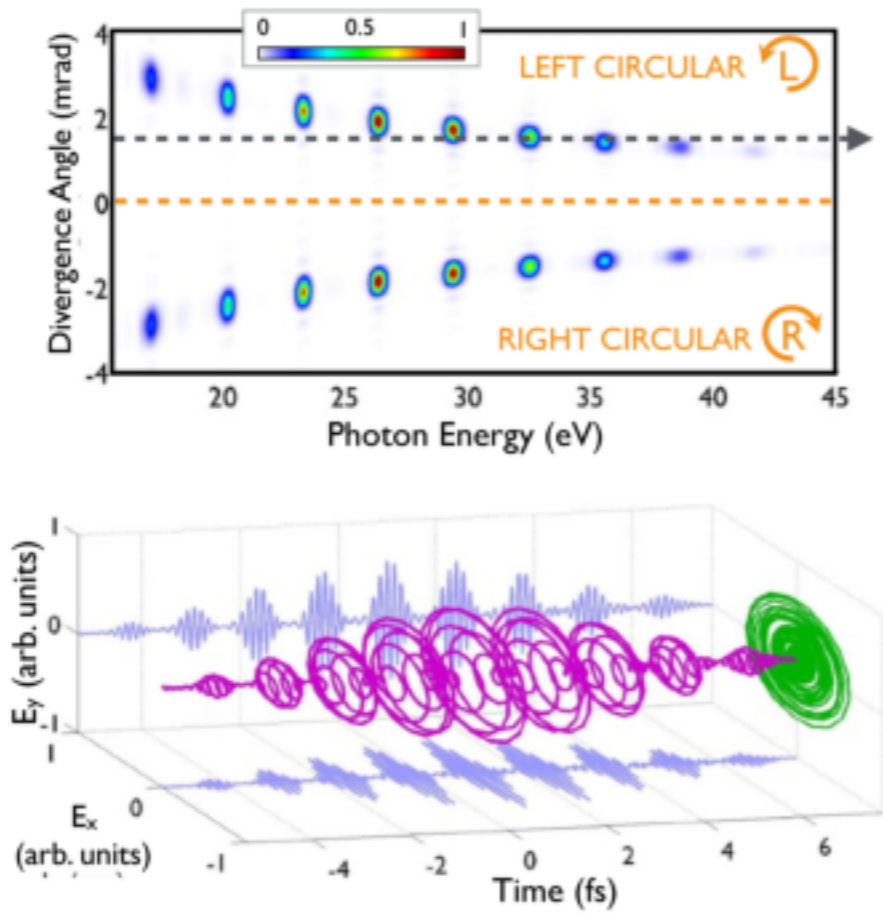 0 0.5 1
4
2
0
-2
-4
Divergence Angle (mrad)
LEFT CIRCULAR L
RIGHT CIRCULAR R
20 25 30 35 40 45
Photon Energy (eV)
1
0
-1
Ey (arb. units)
1
0
-1
Ex
(arb. units)
-4 -2 0 2 4 6
Time (fs)